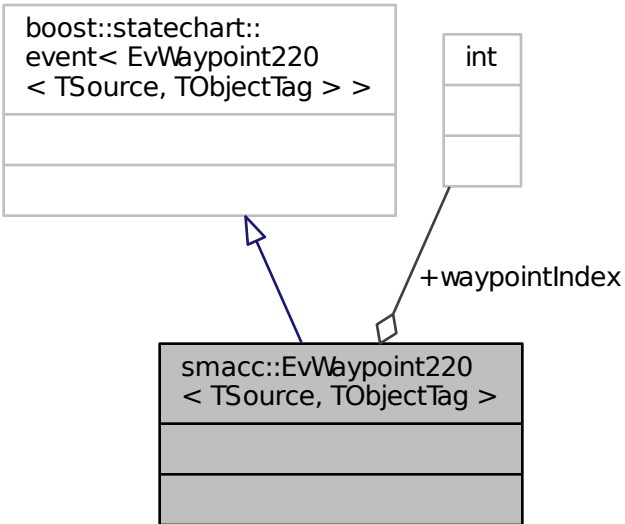 boost::statechart::
event< EvWaypoint220
< TSource, TObjectTag > >
int
+waypointIndex
smacc::EvWaypoint220
< TSource, TObjectTag >